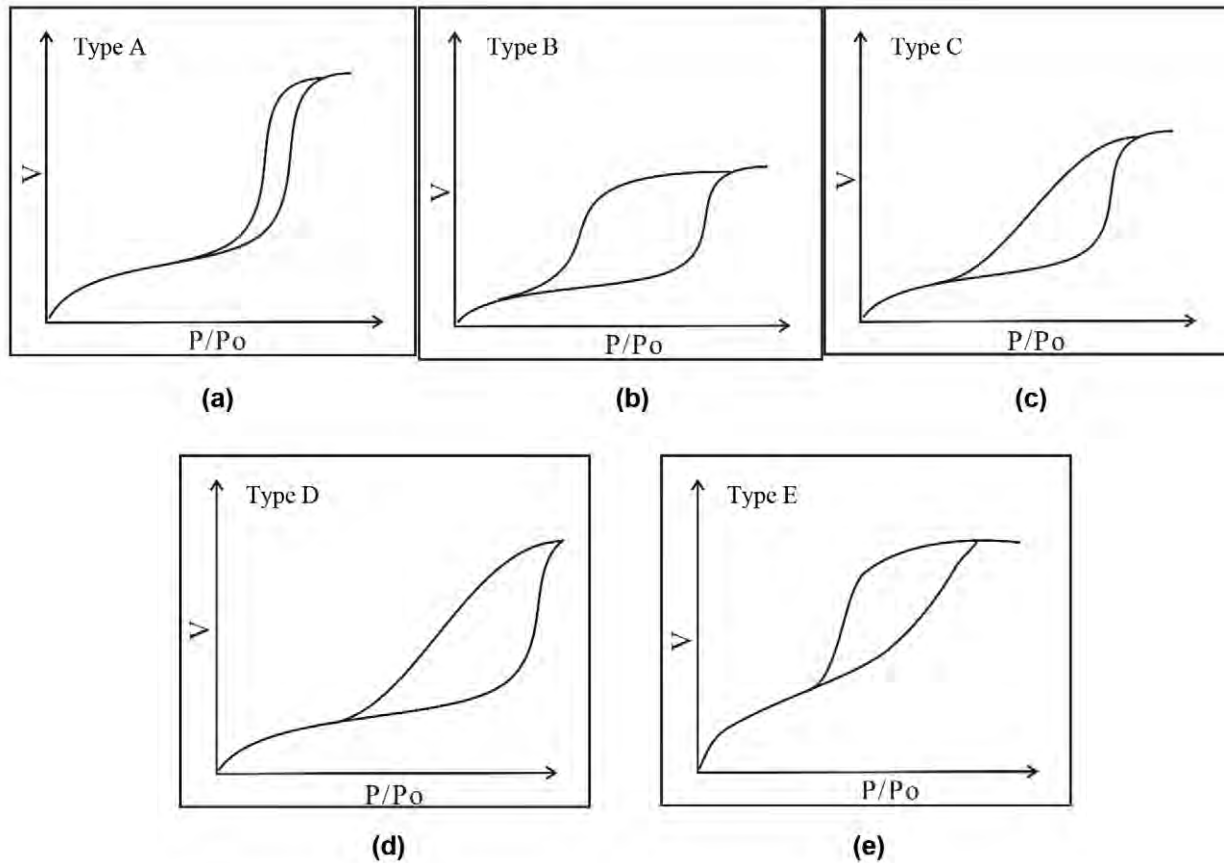 Type A
V
P/Po
(a)
Type B
V
P/Po
(b)
Type C
V
P/Po
(c)
Type D
V
P/Po
(d)
Type E
V
P/Po
(e)